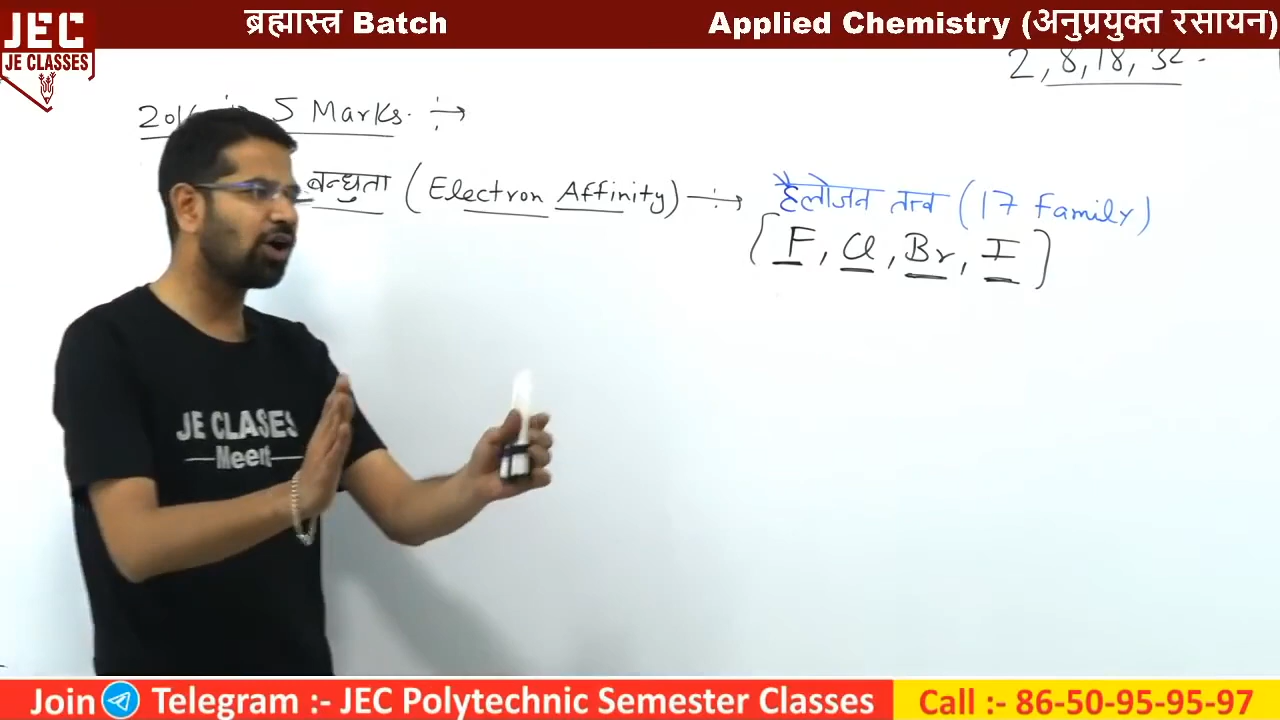 JEC
JE CLASSES
ब्रह्मास्त्र Batch
Applied Chemistry (अनुप्रयुक्त रसायन)
2, 8, 18, 32 -
5 Marks. ÷→
बन्धुता (Electron Affinity) ÷→ हैलोजन तत्व (17 family)
[F, Cl, Br, I]
JE CLASES
Meert
Join Telegram :- JEC Polytechnic Semester Classes
Call :- 86-50-95-95-97